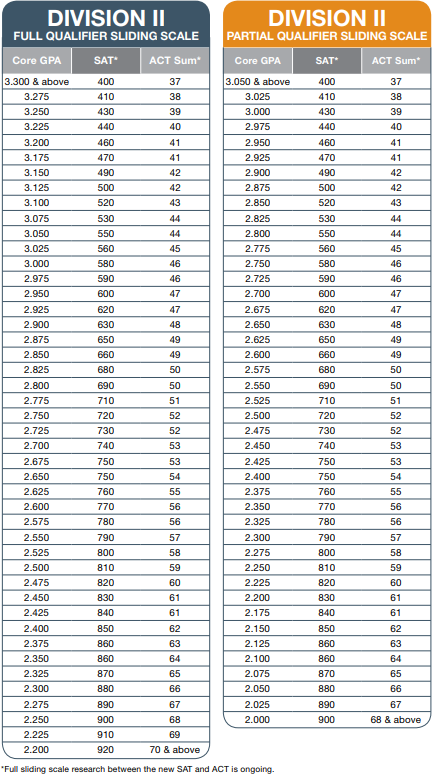 DIVISION II
FULL QUALIFIER SLIDING SCALE
Core GPA SAT* ACT Sum*
3.300 & above 400 37
3.275 410 38
3.250 430 39
3.225 440 40
3.200 460 41
3.175 470 41
3.150 490 42
3.125 500 42
3.100 520 43
3.075 530 44
3.050 550 44
3.025 560 45
3.000 580 46
2.975 590 46
2.950 600 47
2.925 620 47
2.900 630 48
2.875 650 49
2.850 660 49
2.825 680 50
2.800 690 50
2.775 710 51
2.750 720 52
2.725 730 52
2.700 740 53
2.675 750 53
2.650 750 54
2.625 760 55
2.600 770 56
2.575 780 56
2.550 790 57
2.525 800 58
2.500 810 59
2.475 820 60
2.450 830 61
2.425 840 61
2.400 850 62
2.375 860 63
2.350 860 64
2.325 870 65
2.300 880 66
2.275 890 67
2.250 900 68
2.225 910 69
2.200 920 70 & above
DIVISION II
PARTIAL QUALIFIER SLIDING SCALE
Core GPA SAT* ACT Sum*
3.050 & above 400 37
3.025 410 38
3.000 430 39
2.975 440 40
2.950 460 41
2.925 470 41
2.900 490 42
2.875 500 42
2.850 520 43
2.825 530 44
2.800 550 44
2.775 560 45
2.750 580 46
2.725 590 46
2.700 600 47
2.675 620 47
2.650 630 48
2.625 650 49
2.600 660 49
2.575 680 50
2.550 690 50
2.525 710 51
2.500 720 52
2.475 730 52
2.450 740 53
2.425 750 53
2.400 750 54
2.375 760 55
2.350 770 56
2.325 780 56
2.300 790 57
2.275 800 58
2.250 810 59
2.225 820 60
2.200 830 61
2.175 840 61
2.150 850 62
2.125 860 63
2.100 860 64
2.075 870 65
2.050 880 66
2.025 890 67
2.000 900 68 & above
*Full sliding scale research between the new SAT and ACT is ongoing.